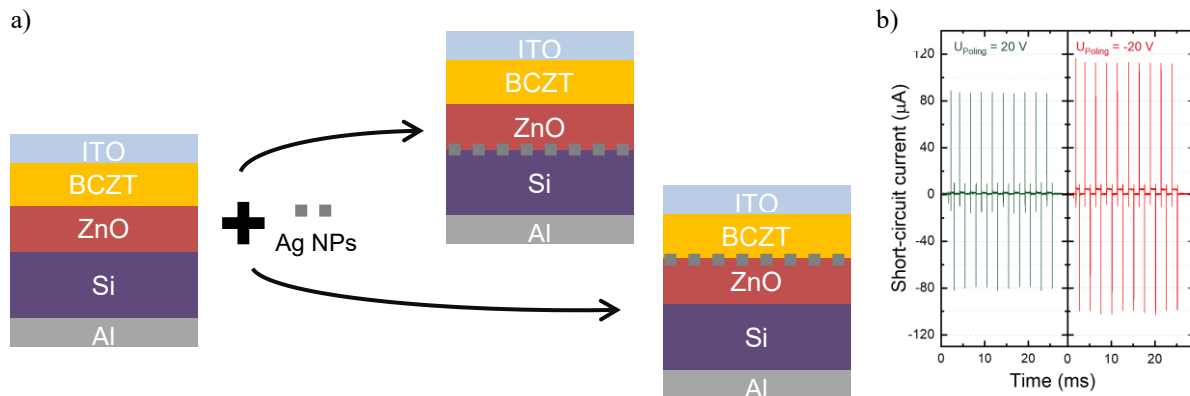 a)
ITO
BCZT
ZnO
Si
Al
Ag NPs
ITO
BCZT
ZnO
Si
Al
ITO
BCZT
ZnO
Si
Al
b)
U_Poling = 20 V
U_Poling = -20 V
Short-circuit current (μA)
120
80
40
0
-40
-80
-120
0 10 20 0 10 20
Time (ms)